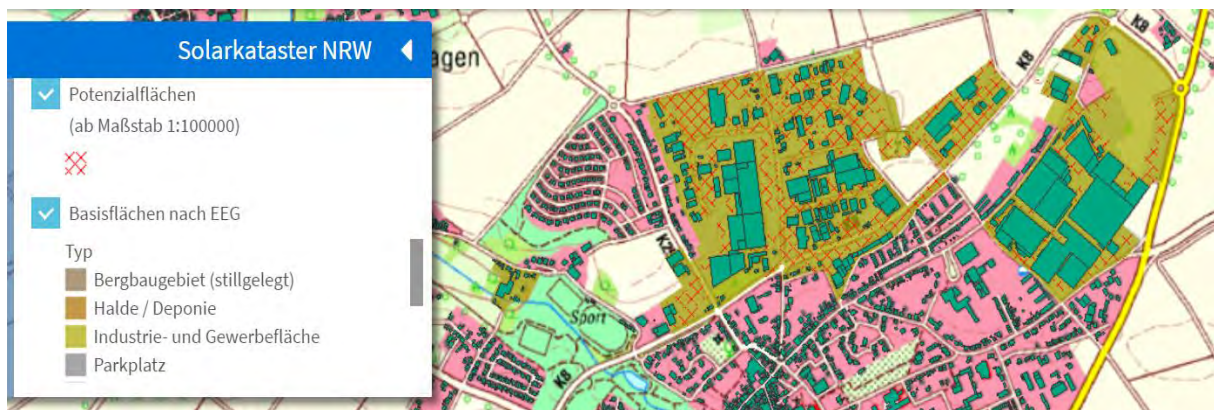 Solarkataster NRW
Potenzialflächen
(ab Maßstab 1:100000)
Basisflächen nach EEG
Typ
Bergbaugebiet (stillgelegt)
Halde / Deponie
Industrie- und Gewerbefläche
Parkplatz
agen
K8
K8
K25
Sport
K8